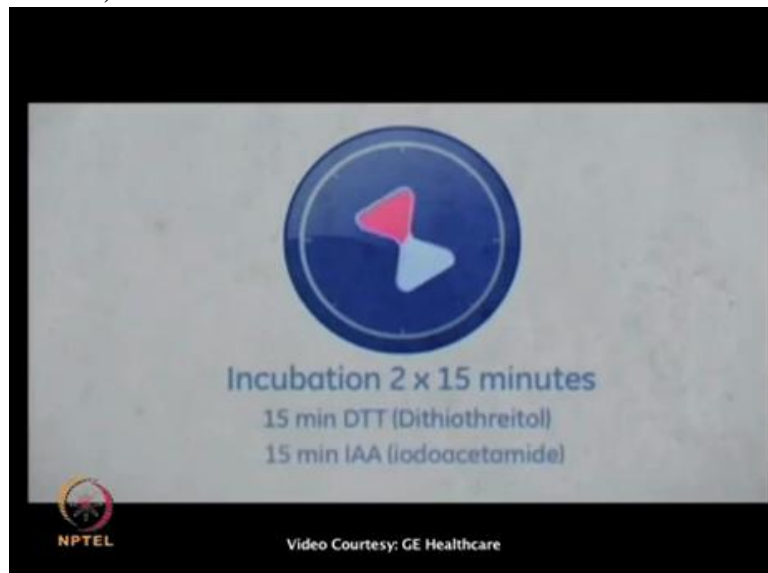 Incubation 2 x 15 minutes
15 min DTT (Dithiothreitol)
15 min IAA (iodoacetamide)
NPTEL
Video Courtesy: GE Healthcare